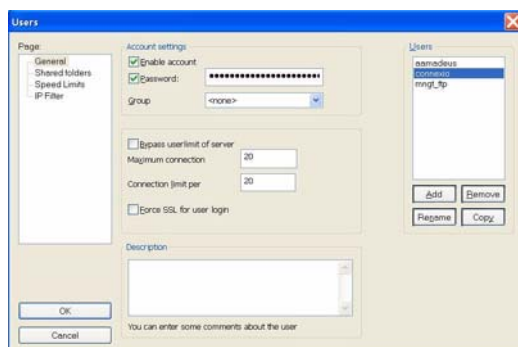 Users
Page:
General
Shared folders
Speed Limits
IP Filter
Account settings
Enable account
Password:
Group
<none>
Bypass userlimit of server
Maximum connection
20
Connection limit per
20
Force SSL for user login
Description
You can enter some comments about the user
OK
Cancel
Users
aamadeus
connexio
mngt_ftp
Add
Remove
Rename
Copy